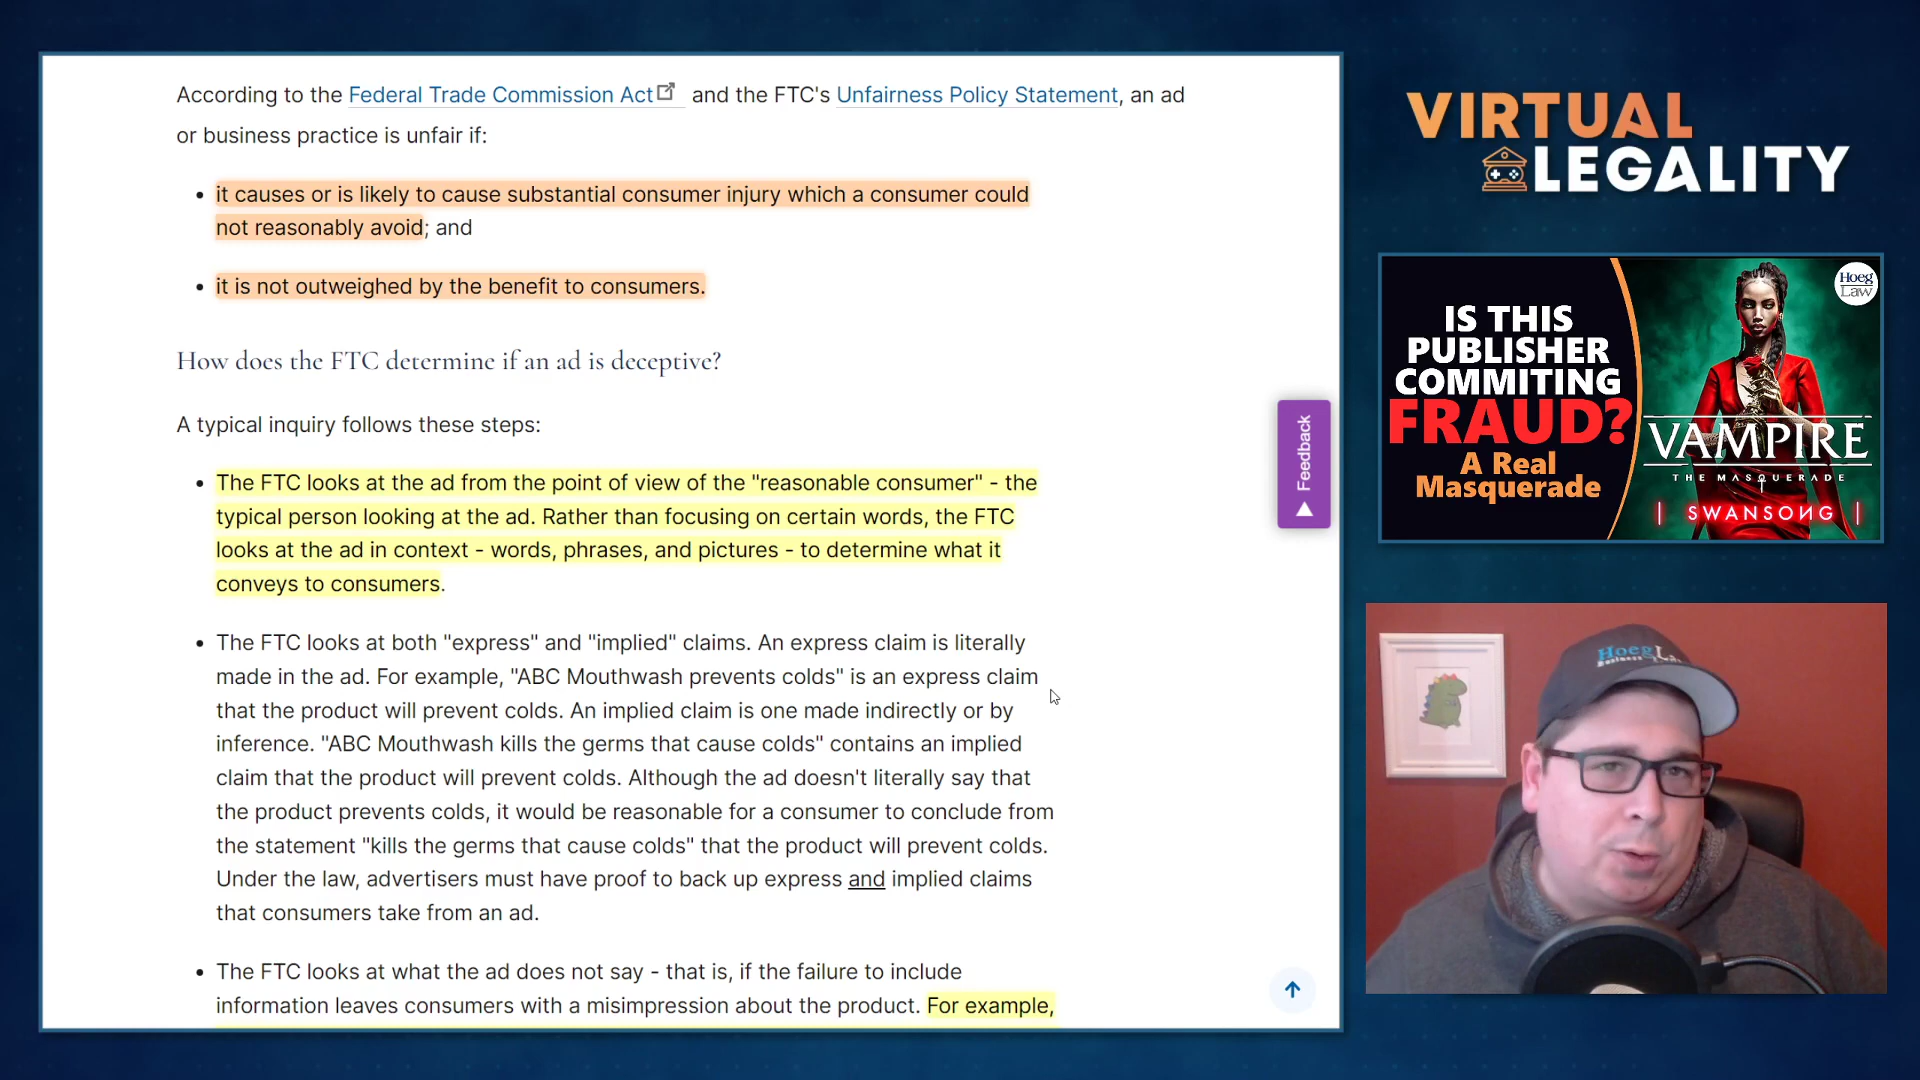 According to the Federal Trade Commission Act and the FTC's Unfairness Policy Statement, an ad
or business practice is unfair if:
• it causes or is likely to cause substantial consumer injury which a consumer could
not reasonably avoid; and
• it is not outweighed by the benefit to consumers.
How does the FTC determine if an ad is deceptive?
A typical inquiry follows these steps:
• The FTC looks at the ad from the point of view of the "reasonable consumer" - the
typical person looking at the ad. Rather than focusing on certain words, the FTC
looks at the ad in context - words, phrases, and pictures - to determine what it
conveys to consumers.
• The FTC looks at both "express" and "implied" claims. An express claim is literally
made in the ad. For example, "ABC Mouthwash prevents colds" is an express claim
that the product will prevent colds. An implied claim is one made indirectly or by
inference. "ABC Mouthwash kills the germs that cause colds" contains an implied
claim that the product will prevent colds. Although the ad doesn't literally say that
the product prevents colds, it would be reasonable for a consumer to conclude from
the statement "kills the germs that cause colds" that the product will prevent colds.
Under the law, advertisers must have proof to back up express and implied claims
that consumers take from an ad.
• The FTC looks at what the ad does not say - that is, if the failure to include
information leaves consumers with a misimpression about the product. For example,
Feedback
VIRTUAL
LEGALITY
IS THIS
PUBLISHER
COMMITING
FRAUD?
A Real
Masquerade
Hoeg
Law
VAMPIRE
THE MASQUERADE
SWANSONG
Hoeg
Business